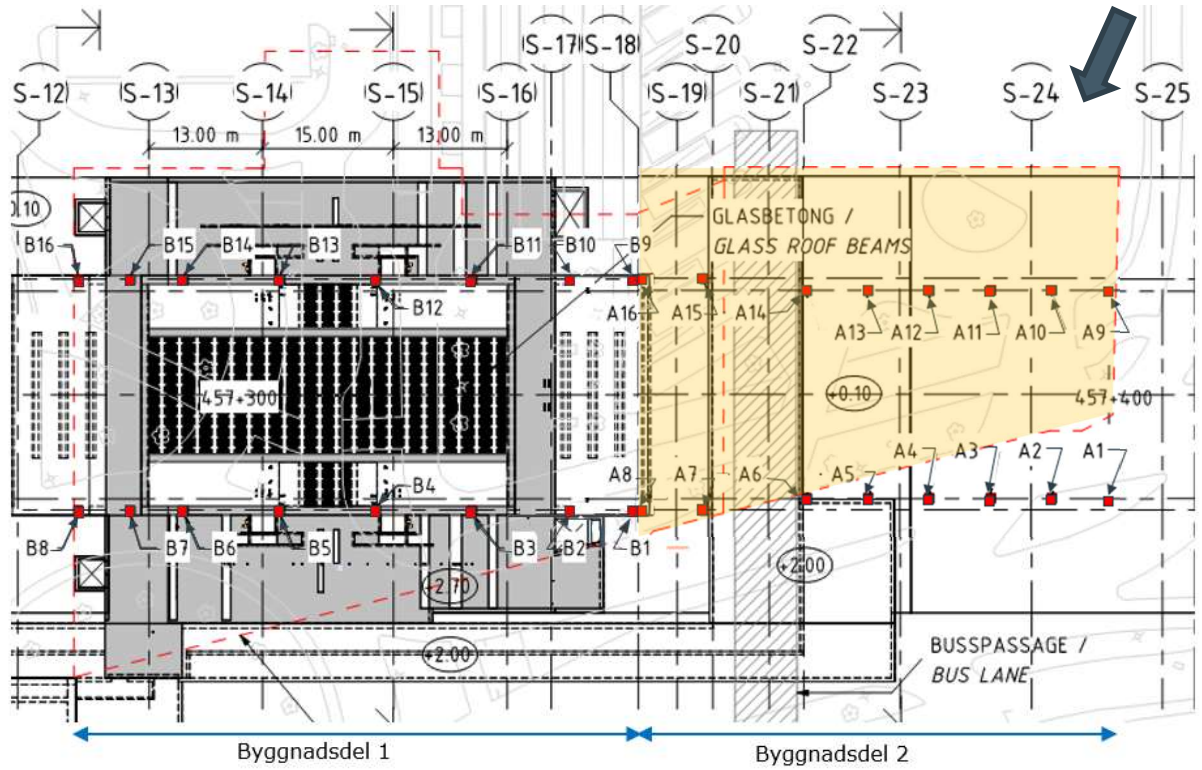 S-17
S-18
S-20
S-22
S-12
S-13
S-14
S-15
S-16
S-19
S-21
S-23
S-24
S-25
13.00 m
15.00 m
13.00 m
0.10
GLASBETONG /
GLASS ROOF BEAMS
B16
B15
B14
B13
B11
B10
B9
B12
A16
A15
A14
A13
A12
A11
A10
A9
457+300
+0.10
457+400
B4
A8
A7
A6
A5
A4
A3
A2
A1
B8
B7
B6
B5
B3
B2
B1
+2.70
+2.00
+2.00
BUSSPASSAGE /
BUS LANE
Byggnadsdel 1
Byggnadsdel 2